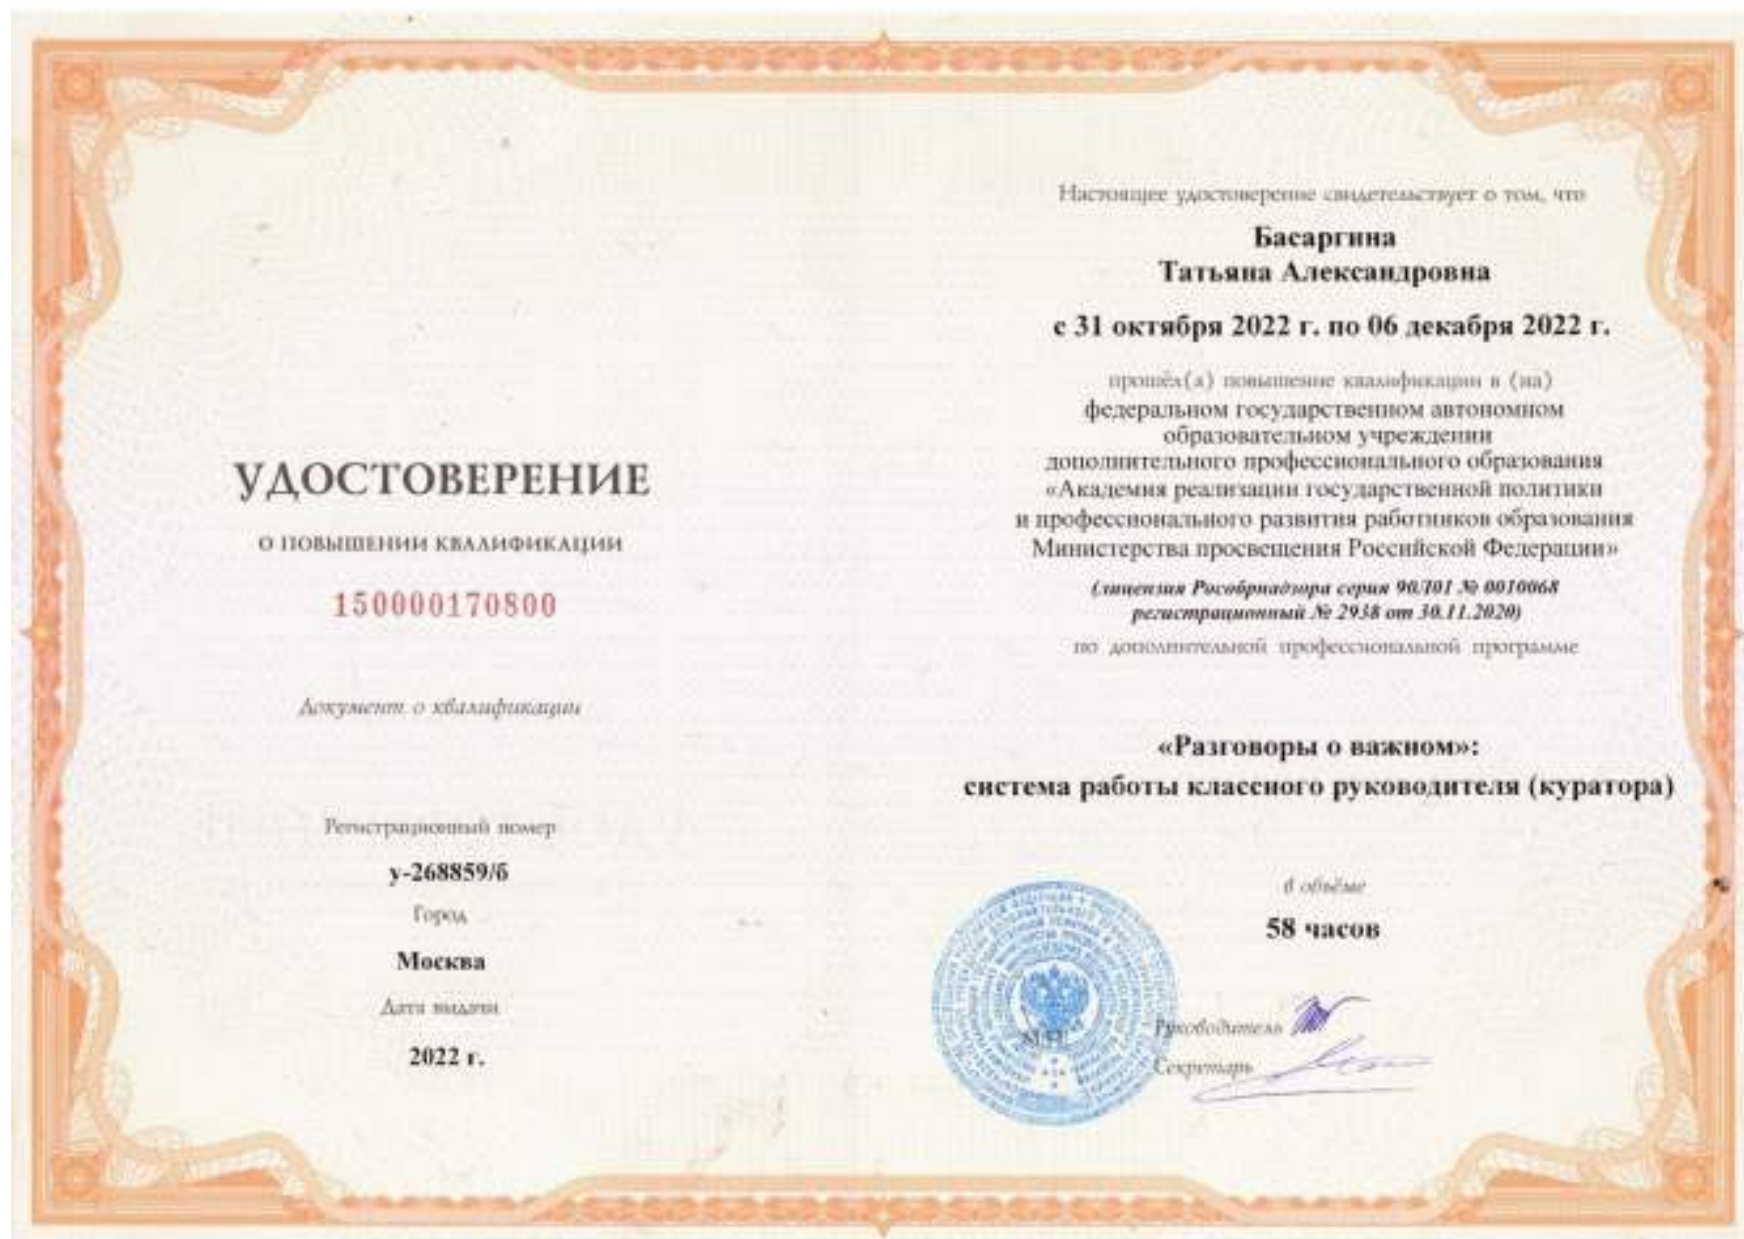 УДОСТОВЕРЕНИЕ
О ПОВЫШЕНИИ КВАЛИФИКАЦИИ
150000170800
Документ о квалификации
Регистрационный номер
у-268859/б
Город
Москва
Дата выдачи
2022 г.
Настоящее удостоверение свидетельствует о том, что
Басаргина
Татьяна Александровна
с 31 октября 2022 г. по 06 декабря 2022 г.
прошёл(а) повышение квалификации в (на)
федеральном государственном автономном
образовательном учреждении
дополнительного профессионального образования
«Академия реализации государственной политики
и профессионального развития работников образования
Министерства просвещения Российской Федерации»
(лицензия Рособрнадзора серия 90Л01 № 0010068
регистрационный № 2938 от 30.11.2020)
по дополнительной профессиональной программе
«Разговоры о важном»:
система работы классного руководителя (куратора)
в объёме
58 часов
М.П.
Руководитель
Секретарь